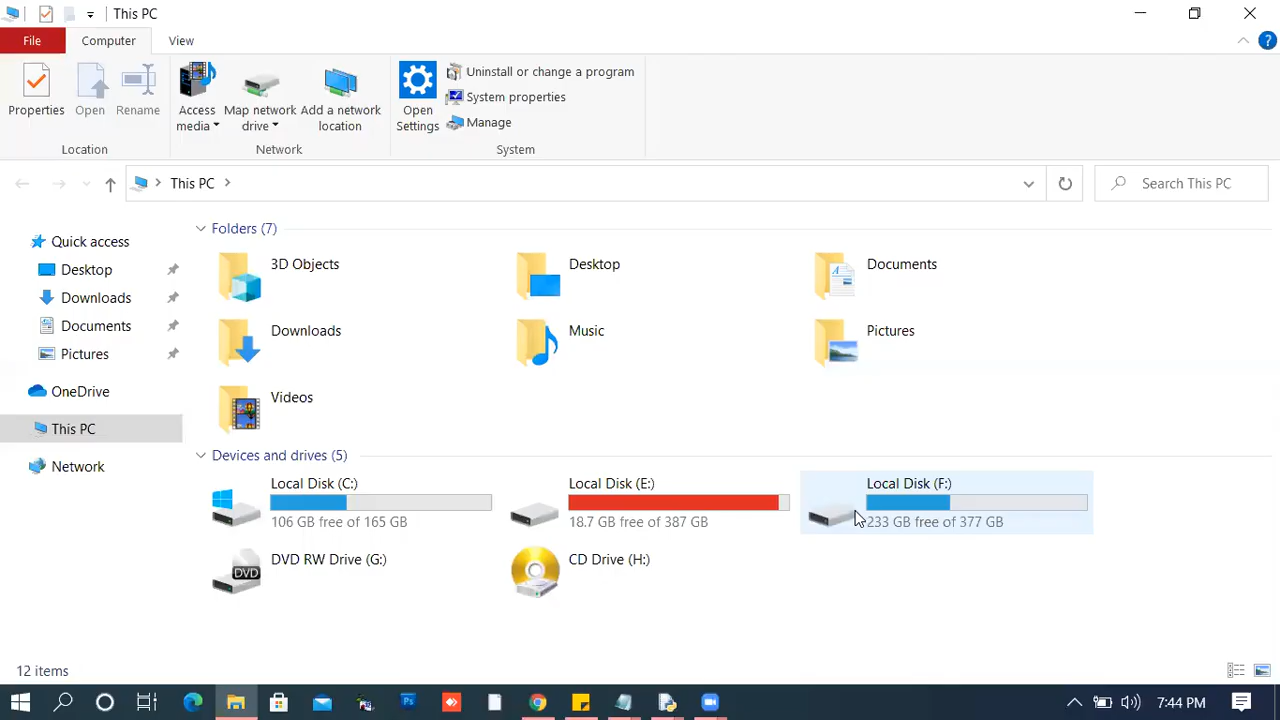 This PC
File Computer View
Properties Open Rename Access media Map network drive Add a network location Open Settings Uninstall or change a program
System properties
Manage
Location Network System
This PC Search This PC
Quick access
Desktop
Downloads
Documents
Pictures
OneDrive
This PC
Network
Folders (7)
3D Objects Desktop Documents
Downloads Music Pictures
Videos
Devices and drives (5)
Local Disk (C:) Local Disk (E:) Local Disk (F:)
106 GB free of 165 GB 18.7 GB free of 387 GB 233 GB free of 377 GB
DVD RW Drive (G:) CD Drive (H:)
DVD
12 items
Ps
7:44 PM